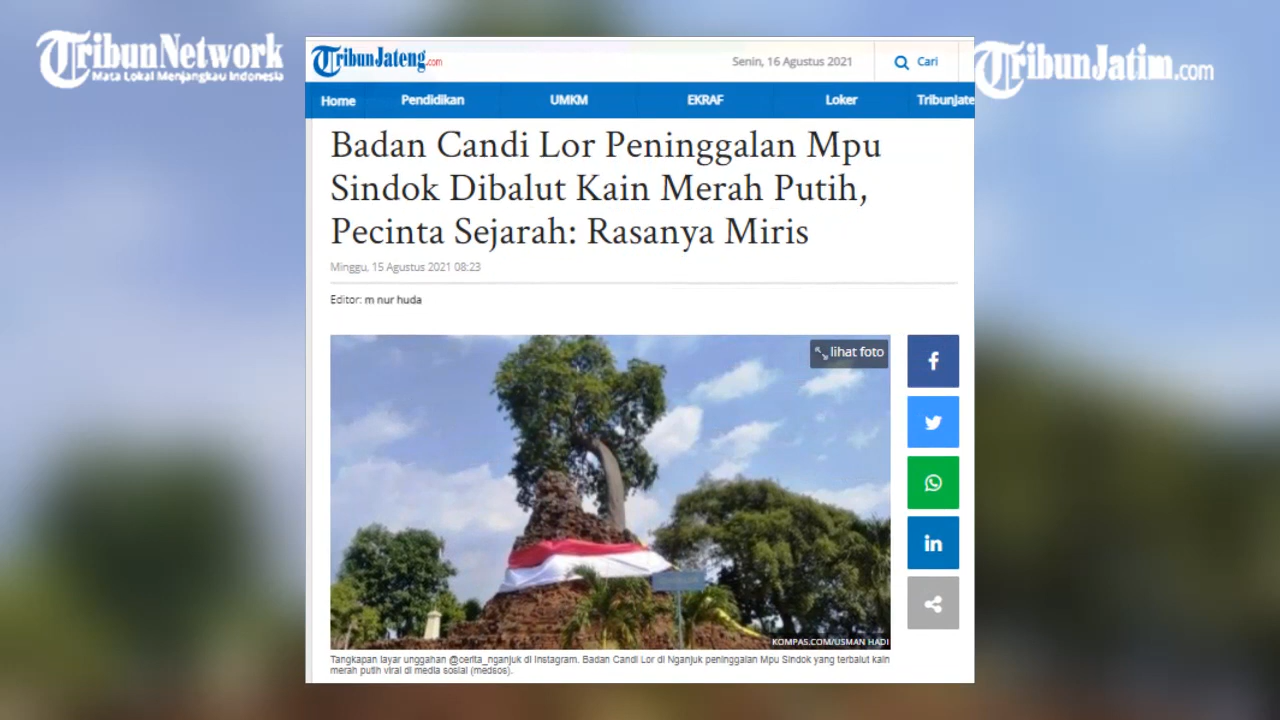 TribunNetwork
Mata Lokal Menjangkau Indonesia
TribunJateng.com
Senin, 16 Agustus 2021
Cari
TribunJatim.com
Home
Pendidikan
UMKM
EKRAF
Loker
TribunJate
Badan Candi Lor Peninggalan Mpu
Sindok Dibalut Kain Merah Putih,
Pecinta Sejarah: Rasanya Miris
Minggu, 15 Agustus 2021 08:23
Editor: m nur huda
lihat foto
KOMPAS.COM/USMAN HADI
Tangkapan layar unggahan @cerita_nganjuk di Instagram. Badan Candi Lor di Nganjuk peninggalan Mpu Sindok yang terbalut kain
merah putih viral di media sosial (medsos).